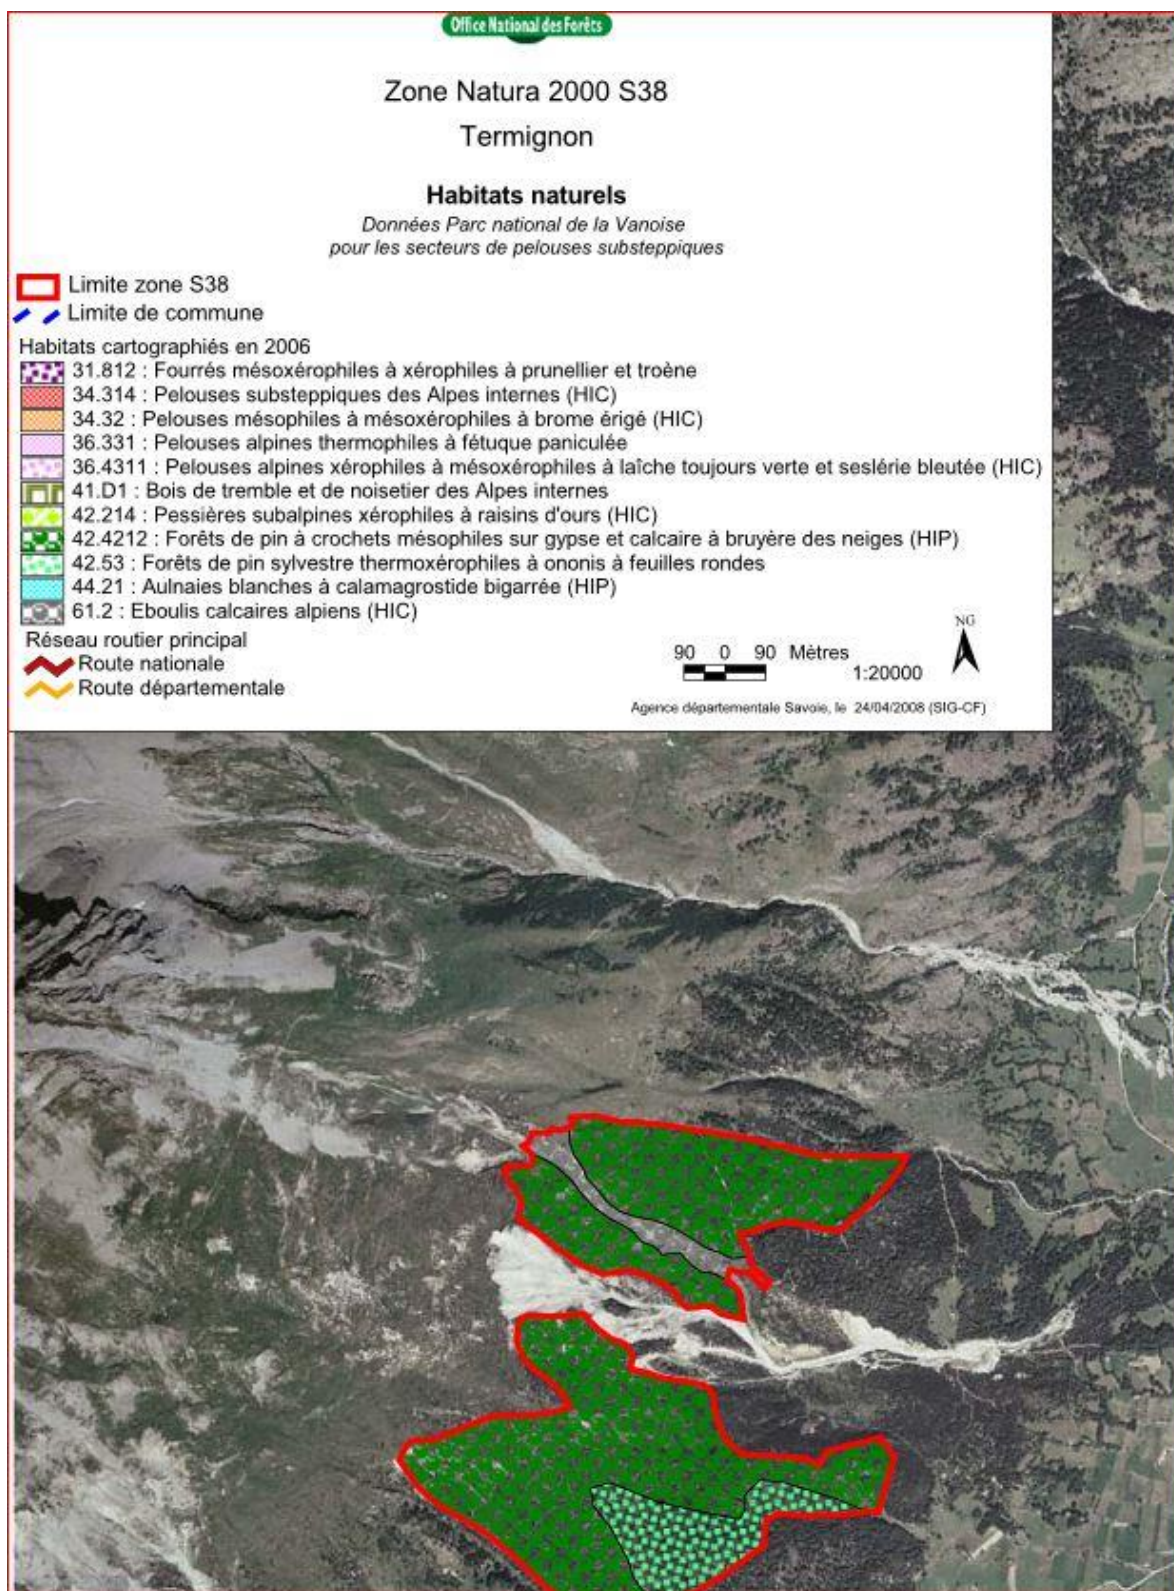 Office National des Forêts
Zone Natura 2000 S38
Termignon
Habitats naturels
Données Parc national de la Vanoise
pour les secteurs de pelouses substeppiques
Limite zone S38
Limite de commune
Habitats cartographiés en 2006
31.812 : Fourrés mésoxérophiles à xérophiles à prunellier et troène
34.314 : Pelouses substeppiques des Alpes internes (HIC)
34.32 : Pelouses mésophiles à mésoxérophiles à brome érigé (HIC)
36.331 : Pelouses alpines thermophiles à fétuque paniculée
36.4311 : Pelouses alpines xérophiles à mésoxérophiles à laîche toujours verte et seslérie bleutée (HIC)
41.D1 : Bois de tremble et de noisetier des Alpes internes
42.214 : Pessières subalpines xérophiles à raisins d'ours (HIC)
42.4212 : Forêts de pin à crochets mésophiles sur gypse et calcaire à bruyère des neiges (HIP)
42.53 : Forêts de pin sylvestre thermoxérophiles à ononis à feuilles rondes
44.21 : Aulnaies blanches à calamagrostide bigarrée (HIP)
61.2 : Eboulis calcaires alpiens (HIC)
Réseau routier principal
Route nationale
Route départementale
NG
90 0 90 Mètres
1:20000
Agence départementale Savoie, le 24/04/2008 (SIG-CF)